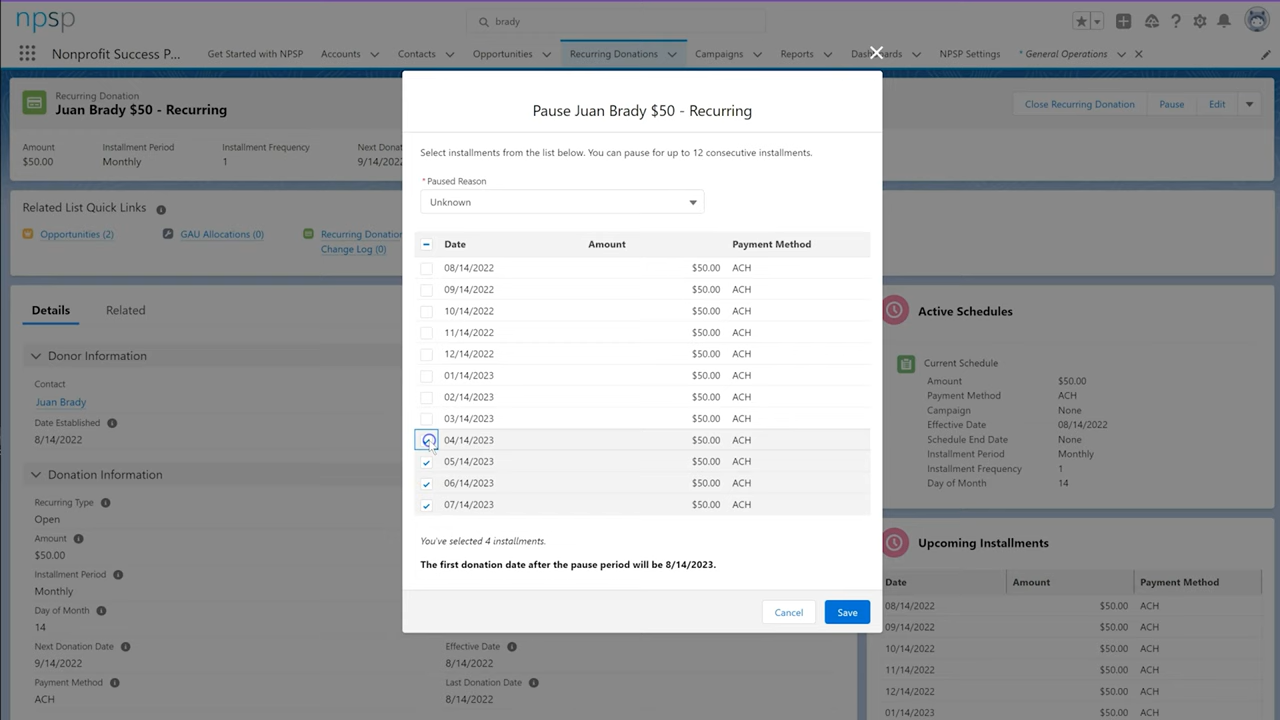 npsp
brady
Nonprofit Success P...
Get Started with NPSP
Accounts
Contacts
Opportunities
Recurring Donations
Campaigns
Reports
NPSP Settings
* General Operations
Recurring Donation
Juan Brady $50 - Recurring
Close Recurring Donation
Pause
Edit
Amount
Installment Period
Installment Frequency
$50.00
Monthly
1
9/14/2022
Related List Quick Links
Opportunities (2)
GAU Allocations (0)
Change Log (0)
Details
Related
Donor Information
Contact
Juan Brady
Date Established
8/14/2022
Donation Information
Recurring Type
Open
Amount
$50.00
Installment Period
Monthly
Day of Month
14
Next Donation Date
9/14/2022
Payment Method
ACH
Effective Date
8/14/2022
Last Donation Date
8/14/2022
Pause Juan Brady $50 - Recurring
Select installments from the list below. You can pause for up to 12 consecutive installments.
* Paused Reason
Unknown
Date Amount Payment Method
08/14/2022 $50.00 ACH
09/14/2022 $50.00 ACH
10/14/2022 $50.00 ACH
11/14/2022 $50.00 ACH
12/14/2022 $50.00 ACH
01/14/2023 $50.00 ACH
02/14/2023 $50.00 ACH
03/14/2023 $50.00 ACH
04/14/2023 $50.00 ACH
05/14/2023 $50.00 ACH
06/14/2023 $50.00 ACH
07/14/2023 $50.00 ACH
You've selected 4 installments.
The first donation date after the pause period will be 8/14/2023.
Cancel
Save
Active Schedules
Current Schedule
Amount $50.00
Payment Method ACH
Campaign None
Effective Date 08/14/2022
Schedule End Date None
Installment Period Monthly
Installment Frequency 1
Day of Month 14
Upcoming Installments
Date Amount Payment Method
08/14/2022 $50.00 ACH
09/14/2022 $50.00 ACH
10/14/2022 $50.00 ACH
11/14/2022 $50.00 ACH
12/14/2022 $50.00 ACH
01/14/2023 $50.00 ACH